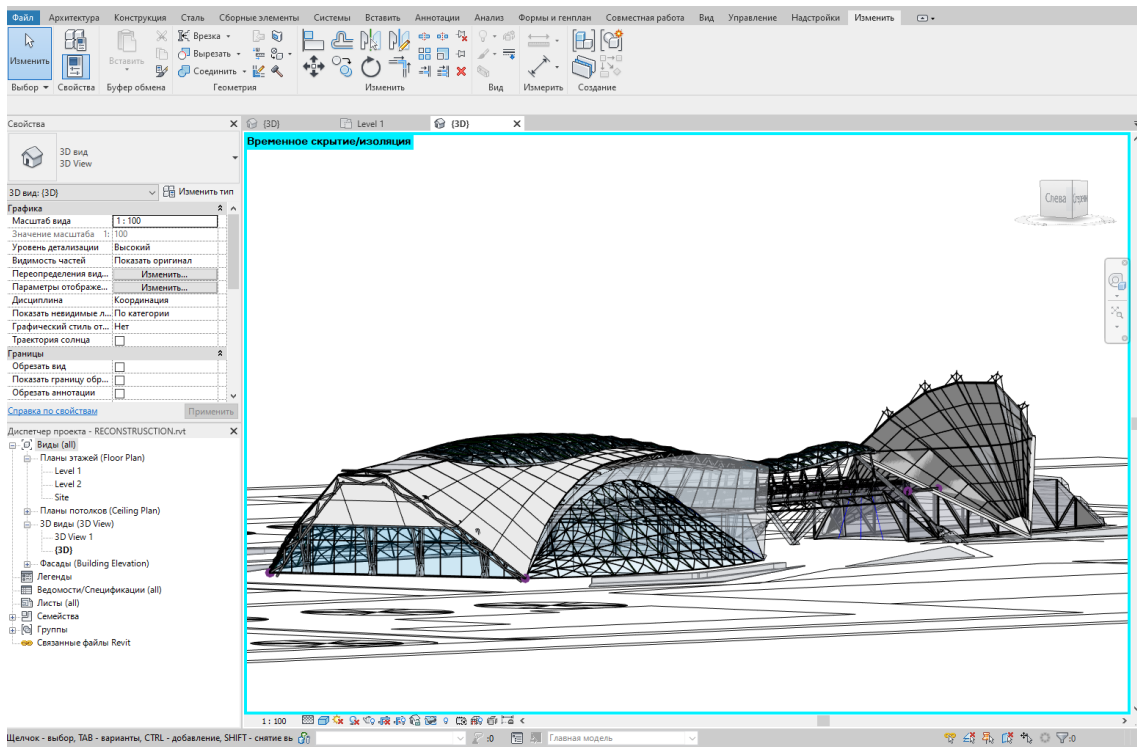 Файл Архитектура Конструкция Сталь Сборные элементы Системы Вставить Аннотации Анализ Формы и генплан Совместная работа Вид Управление Надстройки Изменить
Изменить
Вставить
Врезка
Вырезать
Соединить
Выбор Свойства Буфер обмена Геометрия Изменить Вид Измерить Создание
Свойства
{3D} Level 1 {3D}
3D вид
3D View
3D вид: {3D}
Изменить тип
Графика
Масштаб вида 1 : 100
Значение масштаба 1: 100
Уровень детализации Высокий
Видимость частей Показать оригинал
Переопределения вид... Изменить...
Параметры отображе... Изменить...
Дисциплина Координация
Показать невидимые л... По категории
Графический стиль от... Нет
Траектория солнца
Границы
Обрезать вид
Показать границу обр...
Обрезать аннотации
Справка по свойствам Применить
Диспетчер проекта - RECONSTRUSCTION.rvt
Виды (all)
Планы этажей (Floor Plan)
Level 1
Level 2
Site
Планы потолков (Ceiling Plan)
3D виды (3D View)
3D View 1
{3D}
Фасады (Building Elevation)
Легенды
Ведомости/Спецификации (all)
Листы (all)
Семейства
Группы
Связанные файлы Revit
Временное скрытие/изоляция
Слева
1 : 100
Щелчок - выбор, TAB - варианты, CTRL - добавление, SHIFT - снятие вы
:0
Главная модель
:0